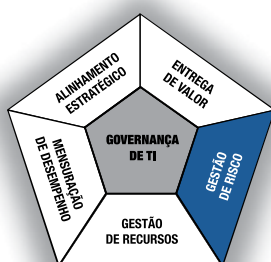 ALINHAMENTO
ESTRATÉGICO
ENTREGA
DE VALOR
GOVERNANÇA
DE TI
MENSURAÇÃO
DE DESEMPENHO
GESTÃO
DE RISCO
GESTÃO
DE RECURSOS